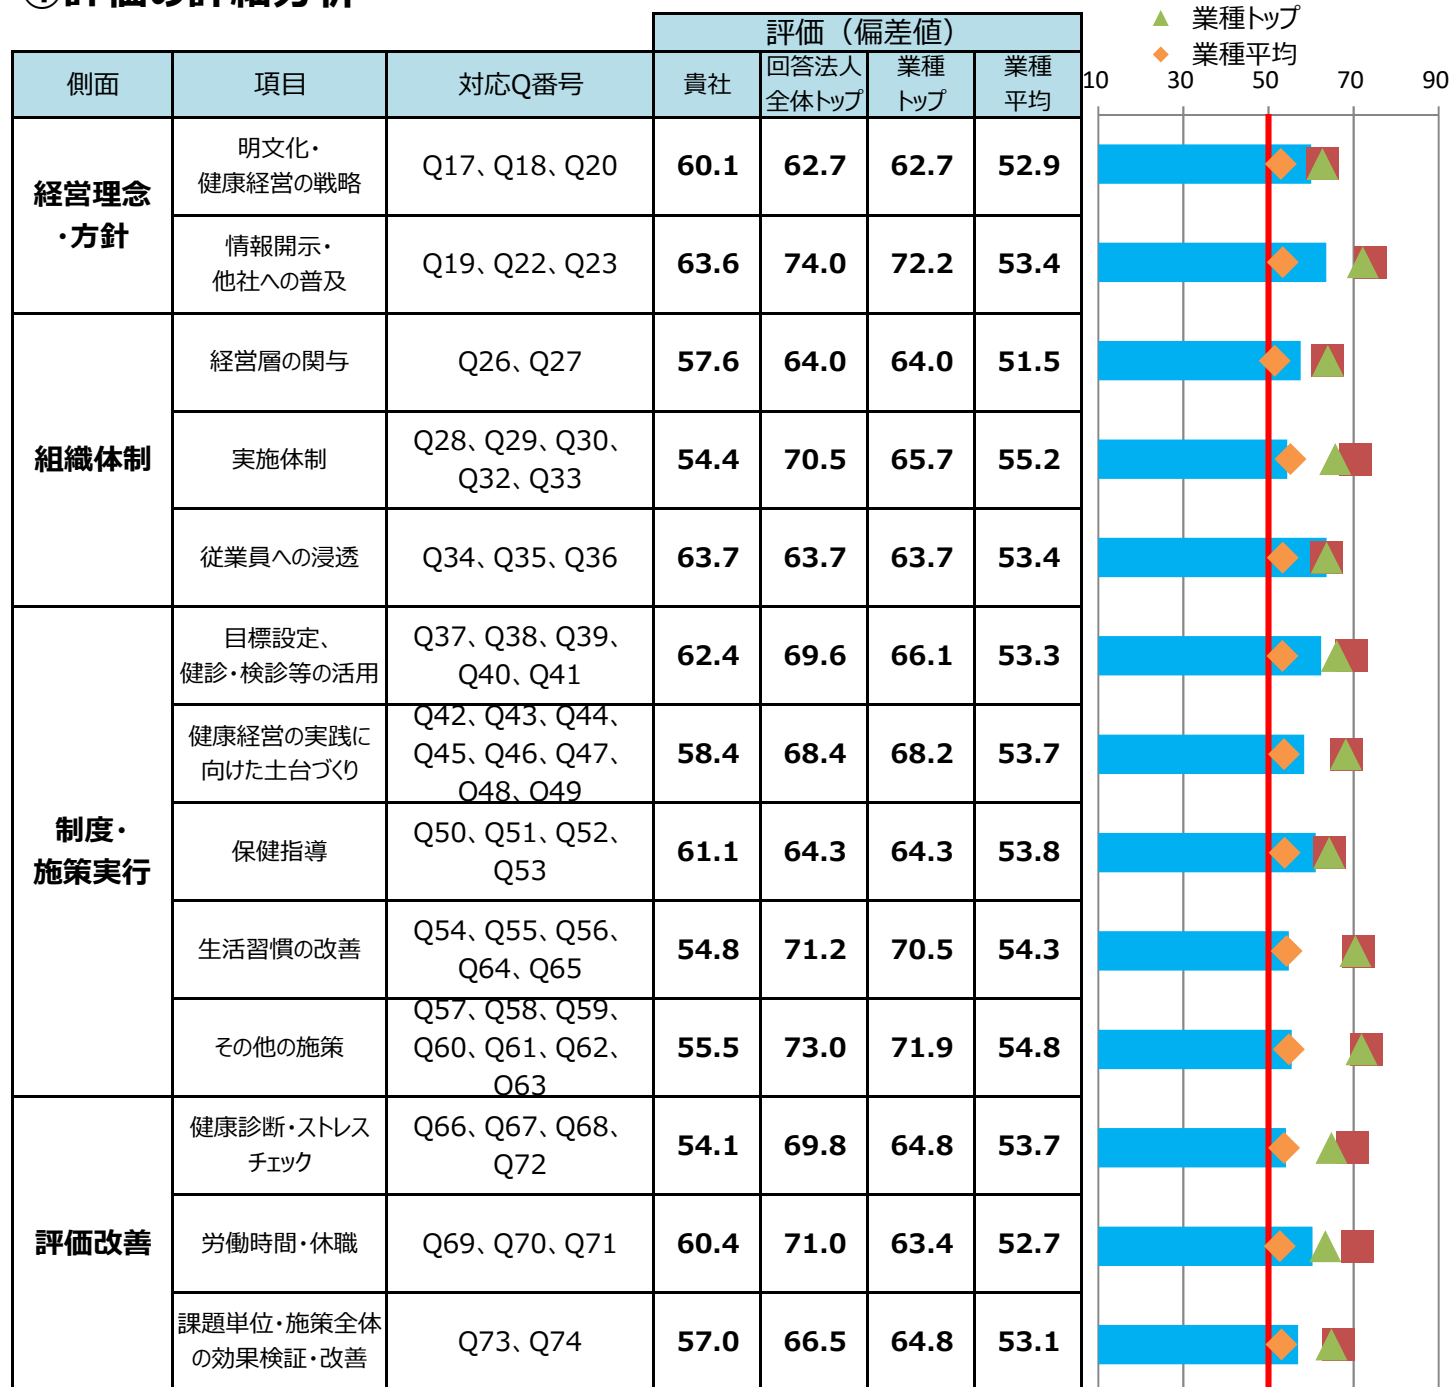 ①評価の詳細分析
▲ 業種トップ
◆ 業種平均
評価（偏差値）
側面 項目 対応Q番号 貴社 回答法人全体トップ 業種トップ 業種平均
10 30 50 70 90
経営理念・方針
明文化・
健康経営の戦略
Q17、Q18、Q20
60.1 62.7 62.7 52.9
情報開示・
他社への普及
Q19、Q22、Q23
63.6 74.0 72.2 53.4
組織体制
経営層の関与
Q26、Q27
57.6 64.0 64.0 51.5
実施体制
Q28、Q29、Q30、
Q32、Q33
54.4 70.5 65.7 55.2
従業員への浸透
Q34、Q35、Q36
63.7 63.7 63.7 53.4
制度・
施策実行
目標設定、
健診・検診等の活用
Q37、Q38、Q39、
Q40、Q41
62.4 69.6 66.1 53.3
健康経営の実践に
向けた土台づくり
Q42、Q43、Q44、
Q45、Q46、Q47、
Q48、Q49
58.4 68.4 68.2 53.7
保健指導
Q50、Q51、Q52、
Q53
61.1 64.3 64.3 53.8
生活習慣の改善
Q54、Q55、Q56、
Q64、Q65
54.8 71.2 70.5 54.3
その他の施策
Q57、Q58、Q59、
Q60、Q61、Q62、
Q63
55.5 73.0 71.9 54.8
評価改善
健康診断・ストレス
チェック
Q66、Q67、Q68、
Q72
54.1 69.8 64.8 53.7
労働時間・休職
Q69、Q70、Q71
60.4 71.0 63.4 52.7
課題単位・施策全体
の効果検証・改善
Q73、Q74
57.0 66.5 64.8 53.1